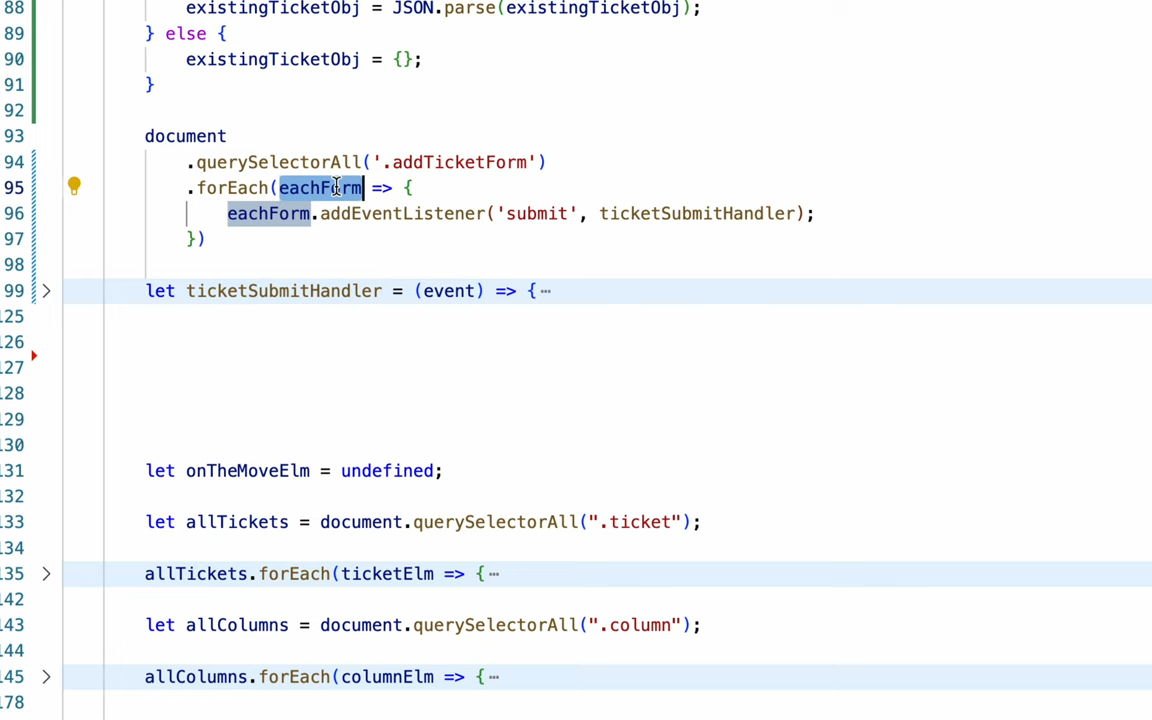 88 existingTicketObj = JSON.parse(existingTicketObj);
89 } else {
90 existingTicketObj = {};
91 }
92
93 document
94 .querySelectorAll('.addTicketForm')
95 .forEach(eachForm => {
96 eachForm.addEventListener('submit', ticketSubmitHandler);
97 })
98
99 let ticketSubmitHandler = (event) => {⋯
125
126
127
128
129
130
131 let onTheMoveElm = undefined;
132
133 let allTickets = document.querySelectorAll(".ticket");
134
135 allTickets.forEach(ticketElm => {⋯
142
143 let allColumns = document.querySelectorAll(".column");
144
145 allColumns.forEach(columnElm => {⋯
178